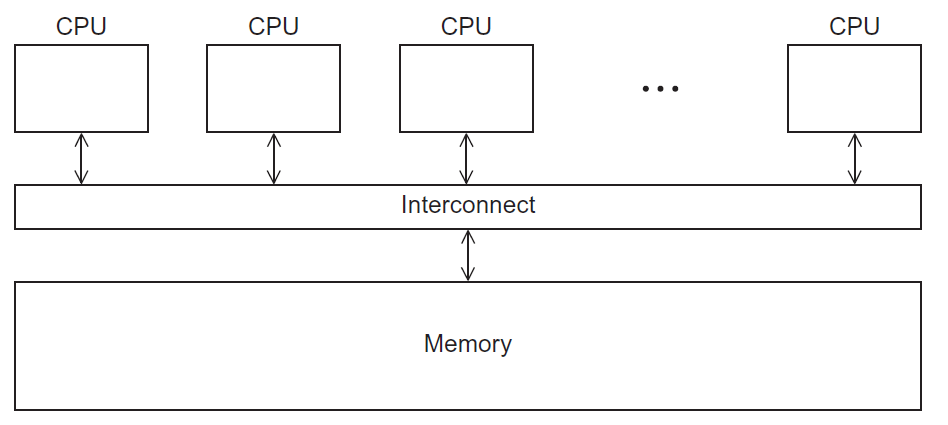 CPU CPU CPU CPU
...
Interconnect
Memory